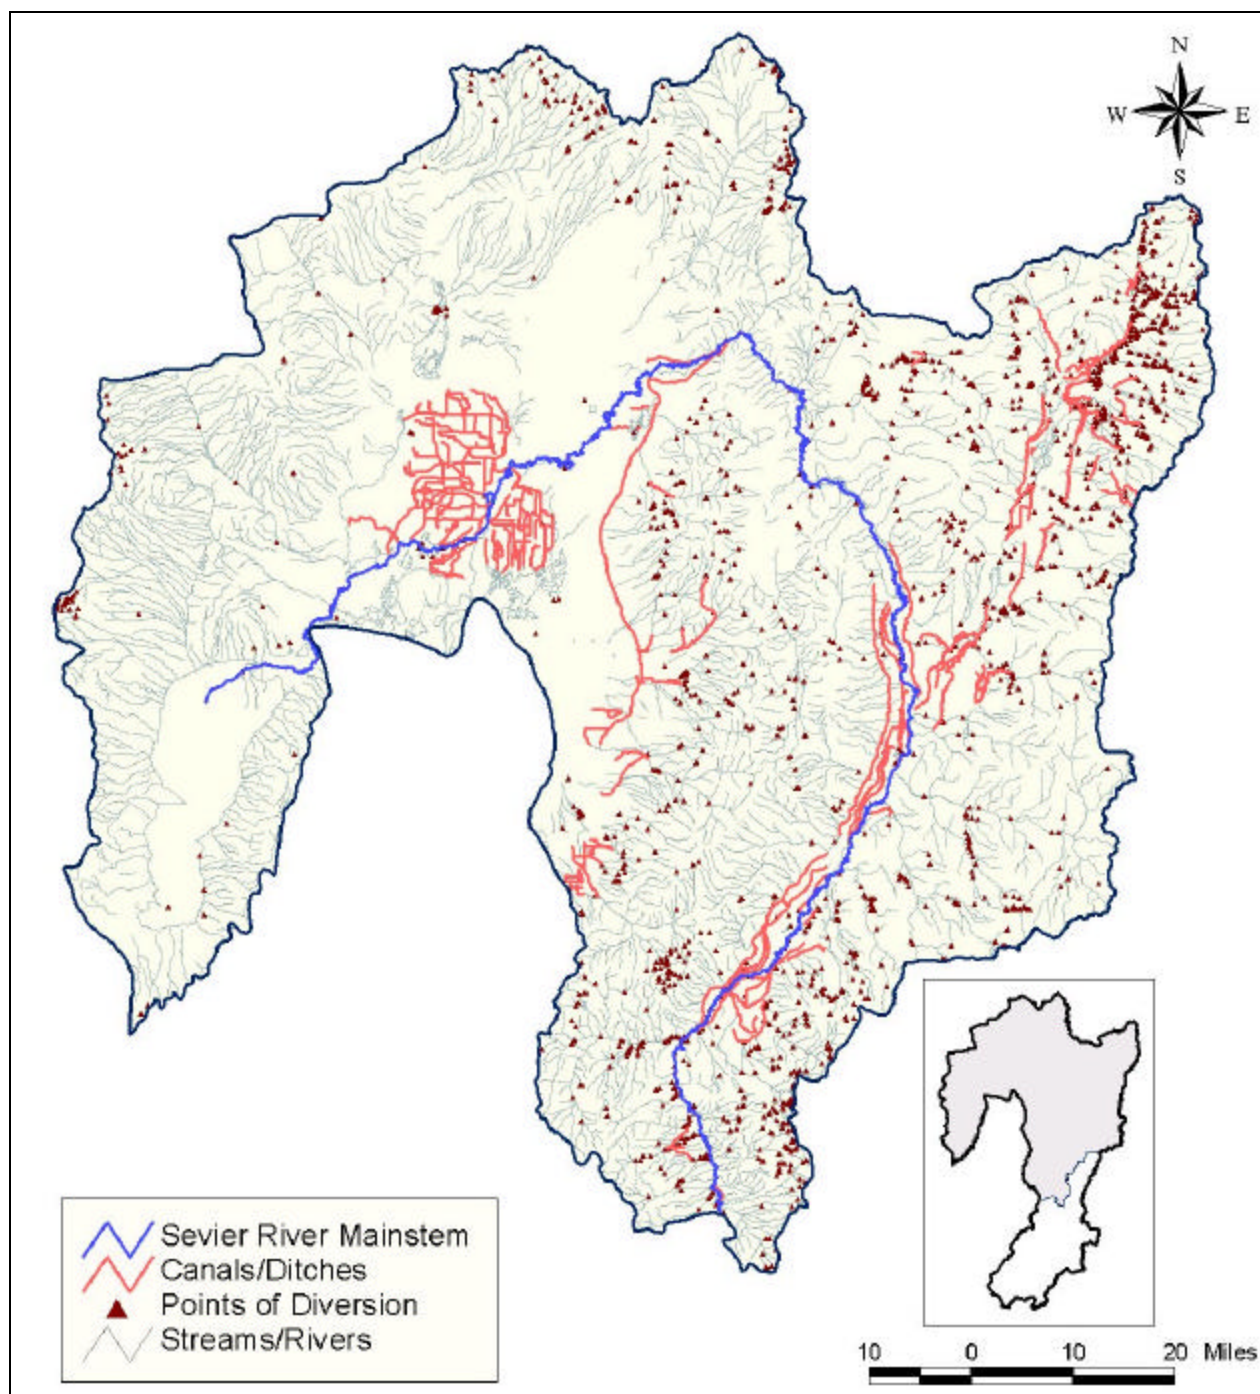 N
W E
S
Sevier River Mainstem
Canals/Ditches
Points of Diversion
Streams/Rivers
10 0 10 20 Miles